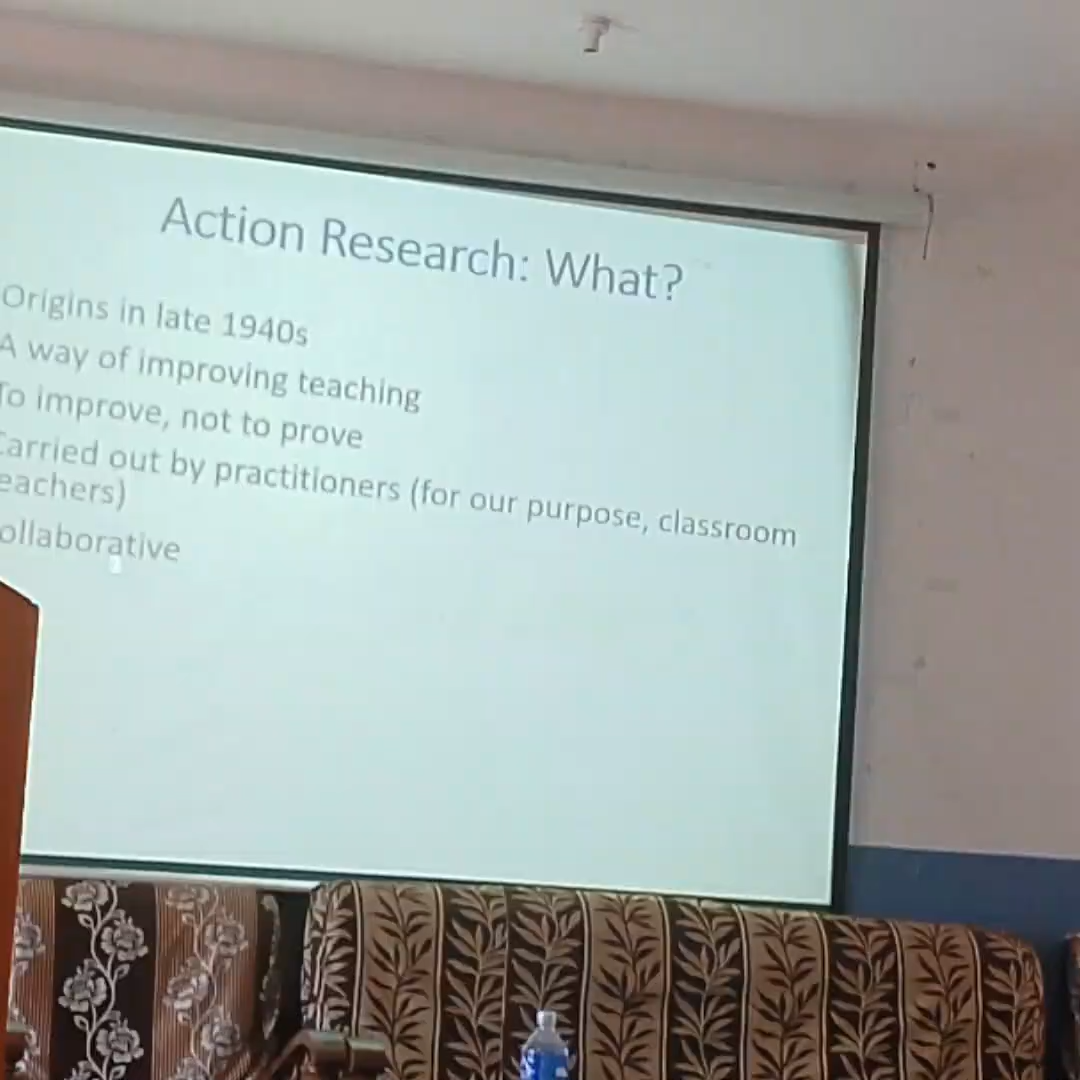 Action Research: What?
Origins in late 1940s
A way of improving teaching
To improve, not to prove
Carried out by practitioners (for our purpose, classroom
eachers)
ollaborative